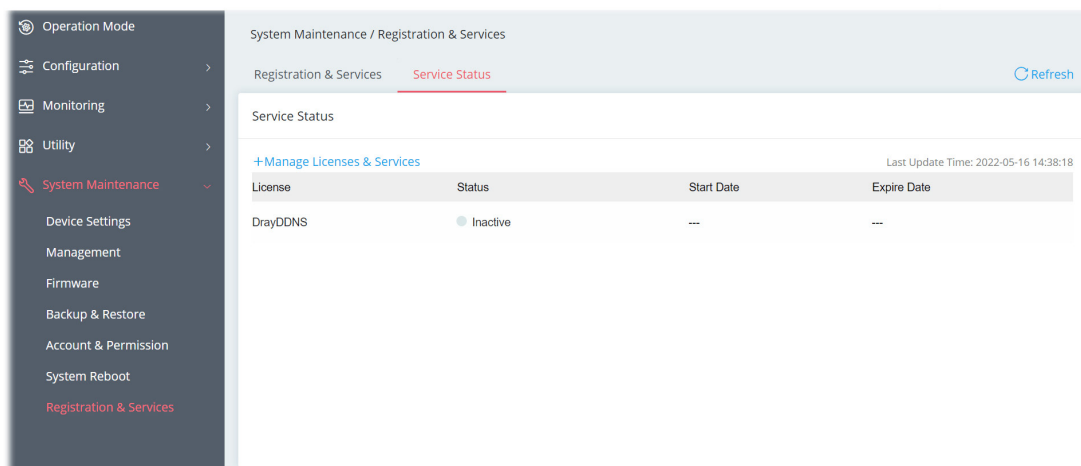 Operation Mode
Configuration
Monitoring
Utility
System Maintenance
Device Settings
Management
Firmware
Backup & Restore
Account & Permission
System Reboot
Registration & Services
System Maintenance / Registration & Services
Registration & Services Service Status Refresh
Service Status
+Manage Licenses & Services Last Update Time: 2022-05-16 14:38:18
License Status Start Date Expire Date
DrayDDNS Inactive --- ---